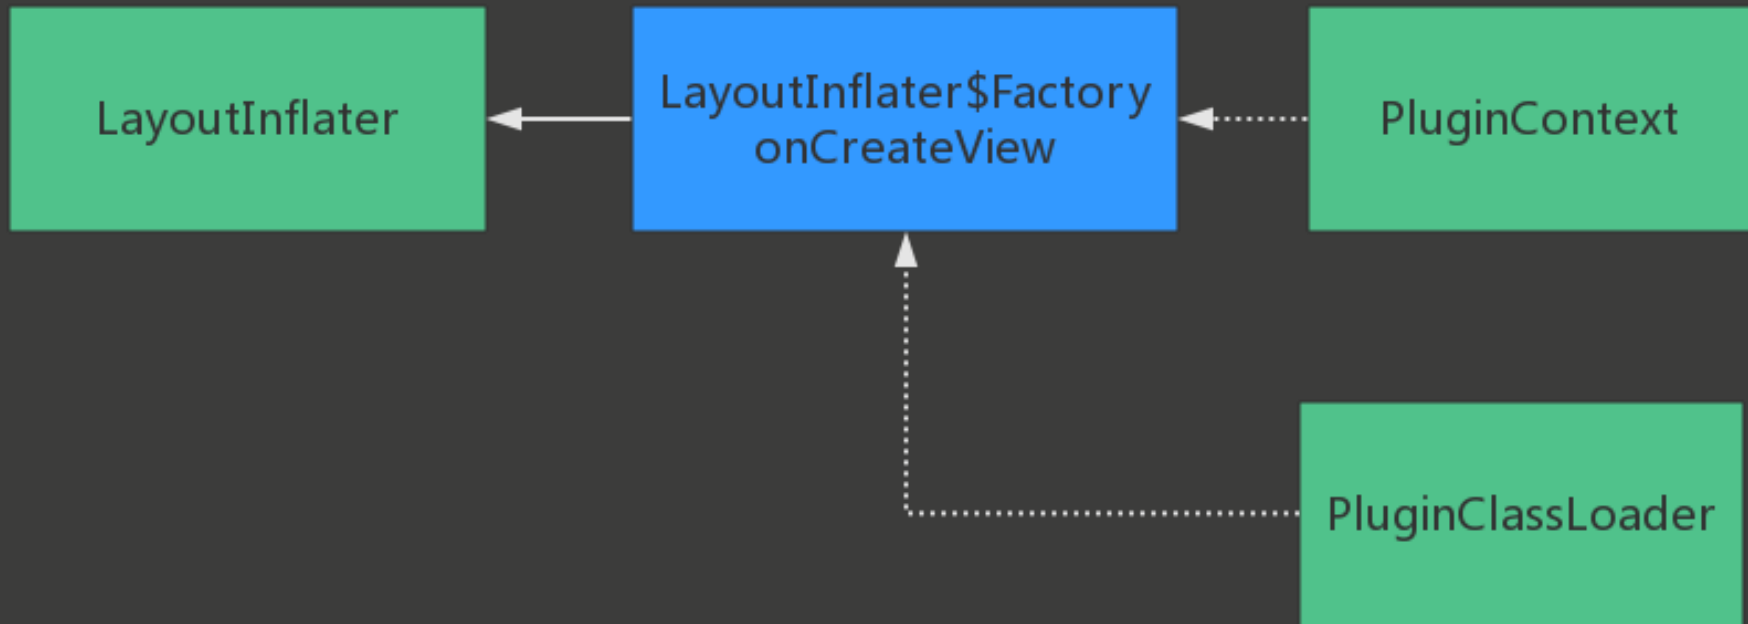 LayoutInflater
LayoutInflater$Factory
onCreateView
PluginContext
PluginClassLoader